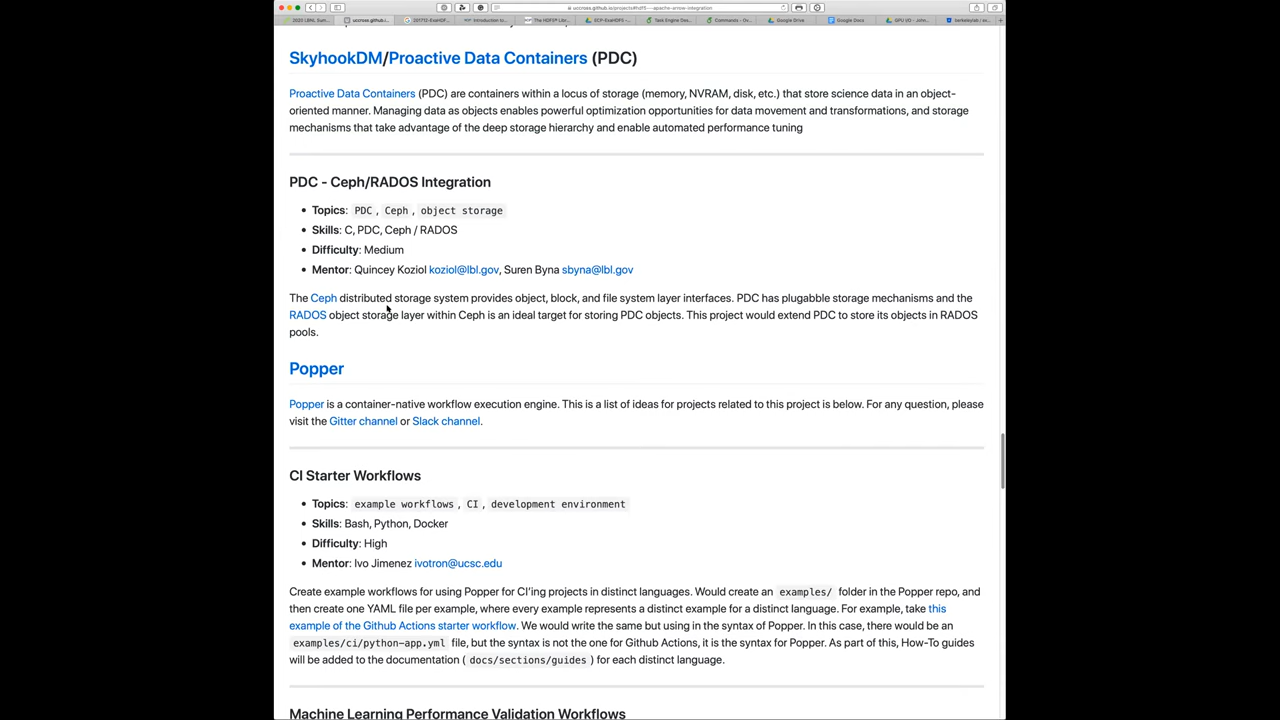 uccross.github.io/projects#hdf5---apache-arrow-integration
uccross.github.i...
Google Drive
Google Docs
SkyhookDM/Proactive Data Containers (PDC)
Proactive Data Containers (PDC) are containers within a locus of storage (memory, NVRAM, disk, etc.) that store science data in an object-
oriented manner. Managing data as objects enables powerful optimization opportunities for data movement and transformations, and storage
mechanisms that take advantage of the deep storage hierarchy and enable automated performance tuning
PDC - Ceph/RADOS Integration
• Topics: PDC , Ceph , object storage
• Skills: C, PDC, Ceph / RADOS
• Difficulty: Medium
• Mentor: Quincey Koziol koziol@lbl.gov, Suren Byna sbyna@lbl.gov
The Ceph distributed storage system provides object, block, and file system layer interfaces. PDC has plugabble storage mechanisms and the
RADOS object storage layer within Ceph is an ideal target for storing PDC objects. This project would extend PDC to store its objects in RADOS
pools.
Popper
Popper is a container-native workflow execution engine. This is a list of ideas for projects related to this project is below. For any question, please
visit the Gitter channel or Slack channel.
CI Starter Workflows
• Topics: example workflows , CI , development environment
• Skills: Bash, Python, Docker
• Difficulty: High
• Mentor: Ivo Jimenez ivotron@ucsc.edu
Create example workflows for using Popper for CI'ing projects in distinct languages. Would create an examples/ folder in the Popper repo, and
then create one YAML file per example, where every example represents a distinct example for a distinct language. For example, take this
example of the Github Actions starter workflow. We would write the same but using in the syntax of Popper. In this case, there would be an
examples/ci/python-app.yml file, but the syntax is not the one for Github Actions, it is the syntax for Popper. As part of this, How-To guides
will be added to the documentation ( docs/sections/guides ) for each distinct language.
Machine Learning Performance Validation Workflows